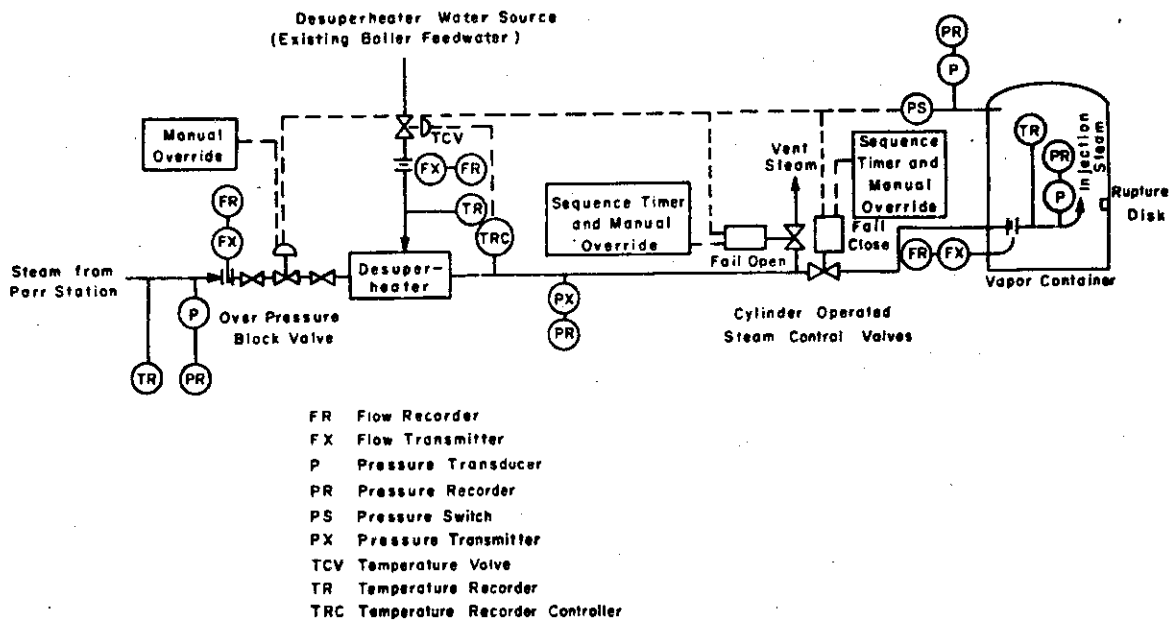 Desuperheater Water Source
(Existing Boiler Feedwater)
PR
P
PS
Manual
Override
TCV
FX
FR
TR
TRC
FR
FX
Steam from
Parr Station
P
TR
PR
Over Pressure
Block Valve
Desuper-
heater
PX
PR
Sequence Timer
and Manual
Override
Vent
Steam
Fail Open
Sequence
Timer and
Manual
Override
Fail
Close
Cylinder Operated
Steam Control Valves
FR
FX
TR
PR
P
Injection
Steam
Rupture
Disk
Vapor Container
FR Flow Recorder
FX Flow Transmitter
P Pressure Transducer
PR Pressure Recorder
PS Pressure Switch
PX Pressure Transmitter
TCV Temperature Valve
TR Temperature Recorder
TRC Temperature Recorder Controller